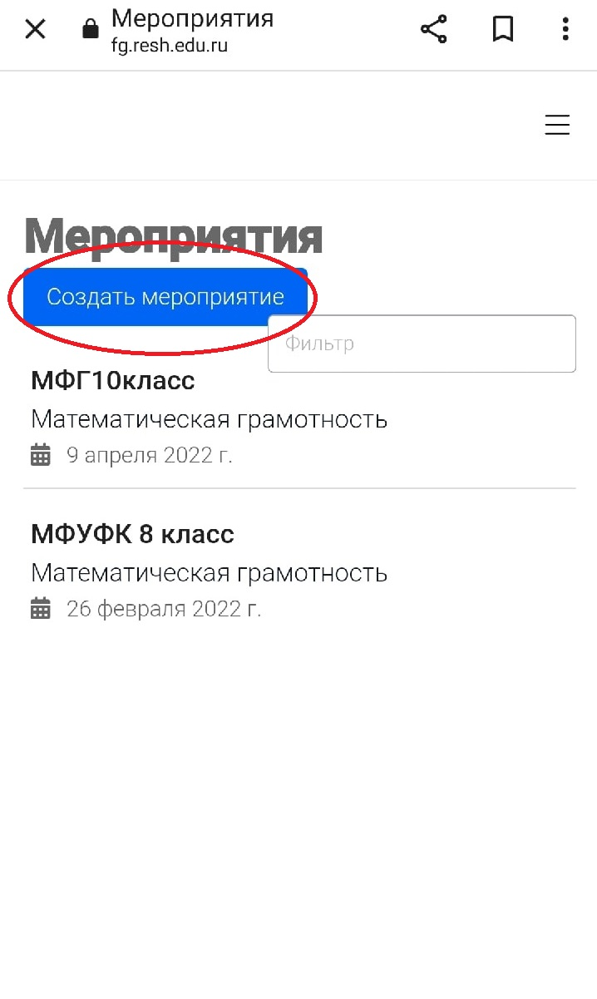 Мероприятия
fg.resh.edu.ru
Мероприятия
Создать мероприятие
Фильтр
МФГ10класс
Математическая грамотность
9 апреля 2022 г.
МФУФК 8 класс
Математическая грамотность
26 февраля 2022 г.